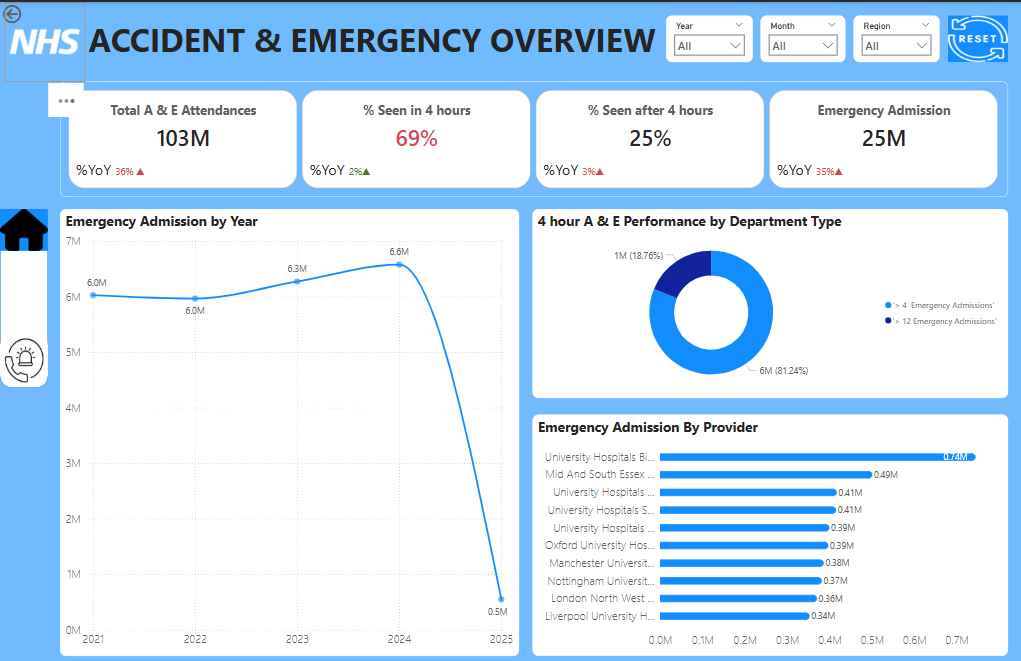 NHS ACCIDENT & EMERGENCY OVERVIEW
Year
All
Month
All
Region
All
RESET
Total A & E Attendances
103M
%YoY 36%
% Seen in 4 hours
69%
%YoY 2%
% Seen after 4 hours
25%
%YoY 3%
Emergency Admission
25M
%YoY 35%
Emergency Admission by Year
7M
6M
5M
4M
3M
2M
1M
0M
6.0M
6.0M
6.3M
6.6M
0.5M
2021 2022 2023 2024 2025
4 hour A & E Performance by Department Type
1M (18.76%)
6M (81.24%)
'> 4 Emergency Admissions'
'> 12 Emergency Admissions'
Emergency Admission By Provider
University Hospitals Bi... 0.74M
Mid And South Essex ... 0.49M
University Hospitals ... 0.41M
University Hospitals S... 0.41M
University Hospitals ... 0.39M
Oxford University Hos... 0.39M
Manchester Universit... 0.38M
Nottingham Universit... 0.37M
London North West ... 0.36M
Liverpool University H... 0.34M
0.0M 0.1M 0.2M 0.3M 0.4M 0.5M 0.6M 0.7M